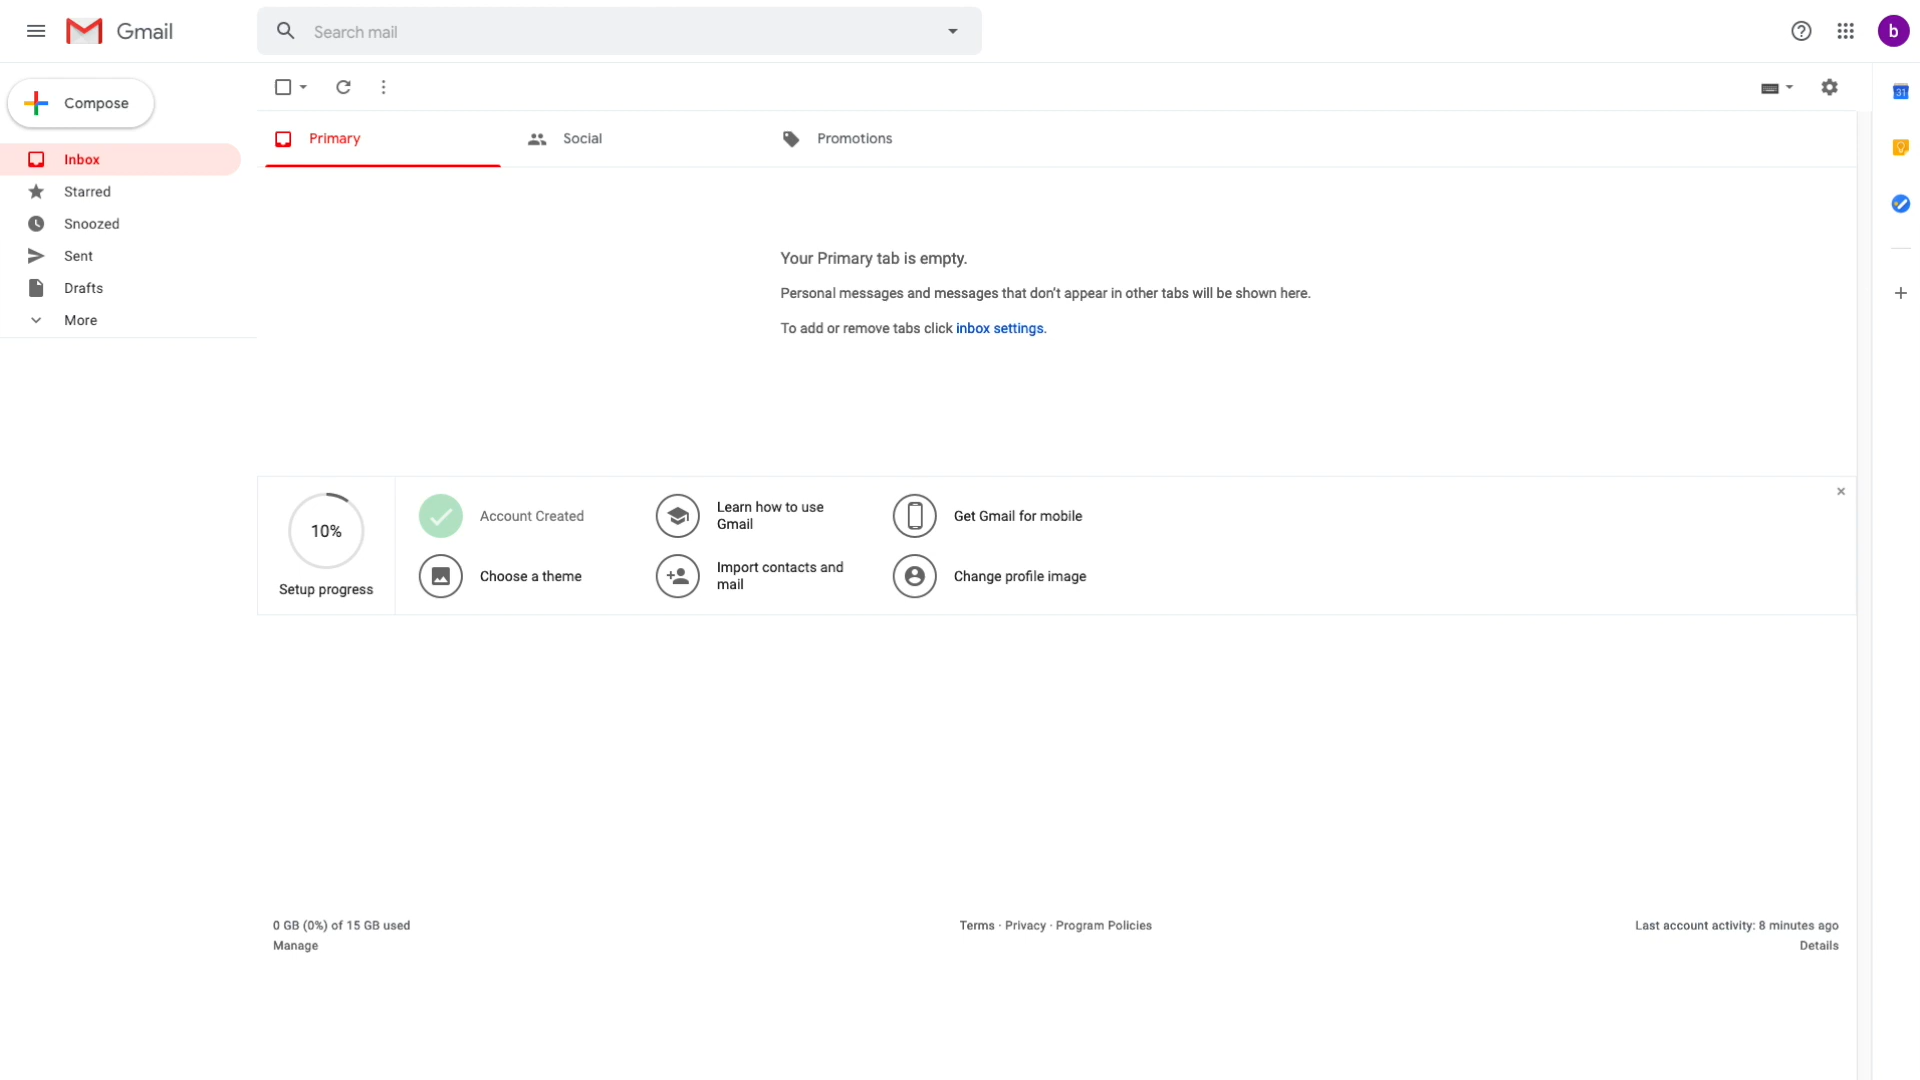 Gmail
Search mail
b
Compose
Inbox
Starred
Snoozed
Sent
Drafts
More
Primary
Social
Promotions
31
Your Primary tab is empty.
Personal messages and messages that don't appear in other tabs will be shown here.
To add or remove tabs click inbox settings.
10%
Setup progress
Account Created
Learn how to use
Gmail
Get Gmail for mobile
Choose a theme
Import contacts and
mail
Change profile image
0 GB (0%) of 15 GB used
Manage
Terms · Privacy · Program Policies
Last account activity: 8 minutes ago
Details